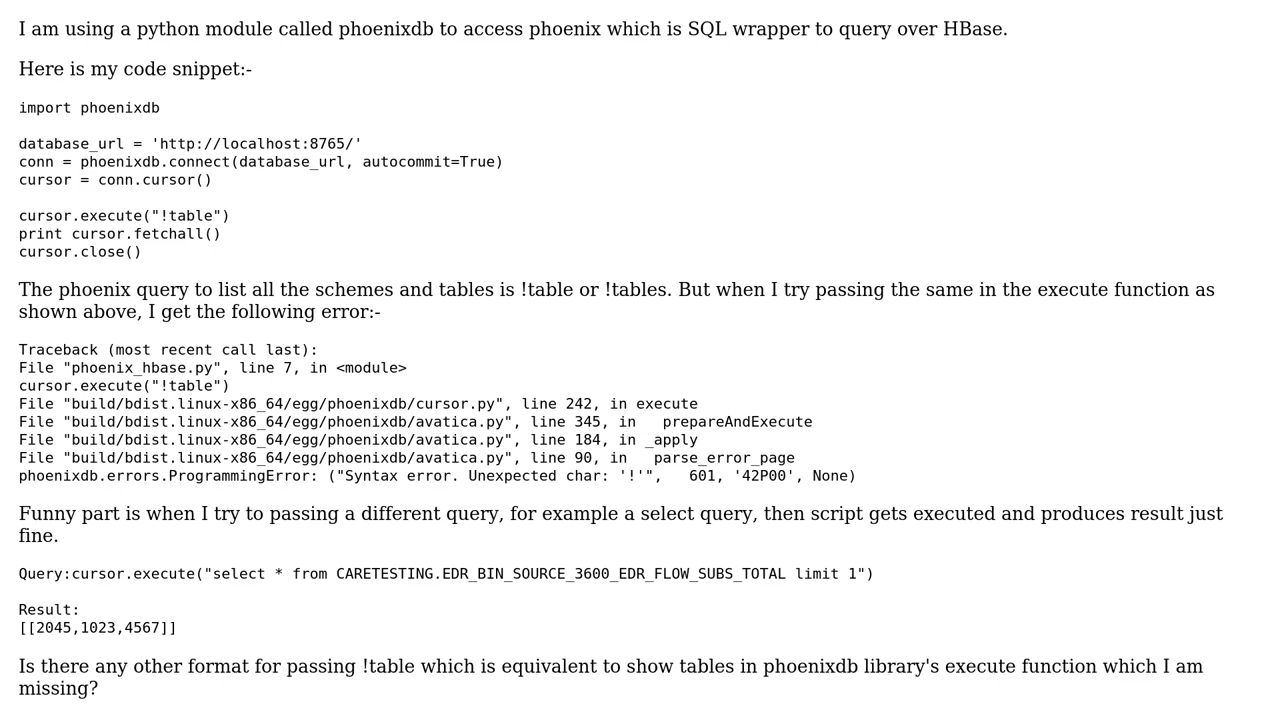 I am using a python module called phoenixdb to access phoenix which is SQL wrapper to query over HBase.
Here is my code snippet:-
import phoenixdb
database_url = 'http://localhost:8765/'
conn = phoenixdb.connect(database_url, autocommit=True)
cursor = conn.cursor()
cursor.execute("!table")
print cursor.fetchall()
cursor.close()
The phoenix query to list all the schemes and tables is !table or !tables. But when I try passing the same in the execute function as
shown above, I get the following error:-
Traceback (most recent call last):
File "phoenix_hbase.py", line 7, in <module>
cursor.execute("!table")
File "build/bdist.linux-x86_64/egg/phoenixdb/cursor.py", line 242, in execute
File "build/bdist.linux-x86_64/egg/phoenixdb/avatica.py", line 345, in   prepareAndExecute
File "build/bdist.linux-x86_64/egg/phoenixdb/avatica.py", line 184, in _apply
File "build/bdist.linux-x86_64/egg/phoenixdb/avatica.py", line 90, in   parse_error_page
phoenixdb.errors.ProgrammingError: ("Syntax error. Unexpected char: '!'",   601, '42P00', None)
Funny part is when I try to passing a different query, for example a select query, then script gets executed and produces result just
fine.
Query:cursor.execute("select * from CARETESTING.EDR_BIN_SOURCE_3600_EDR_FLOW_SUBS_TOTAL limit 1")
Result:
[[2045,1023,4567]]
Is there any other format for passing !table which is equivalent to show tables in phoenixdb library's execute function which I am
missing?